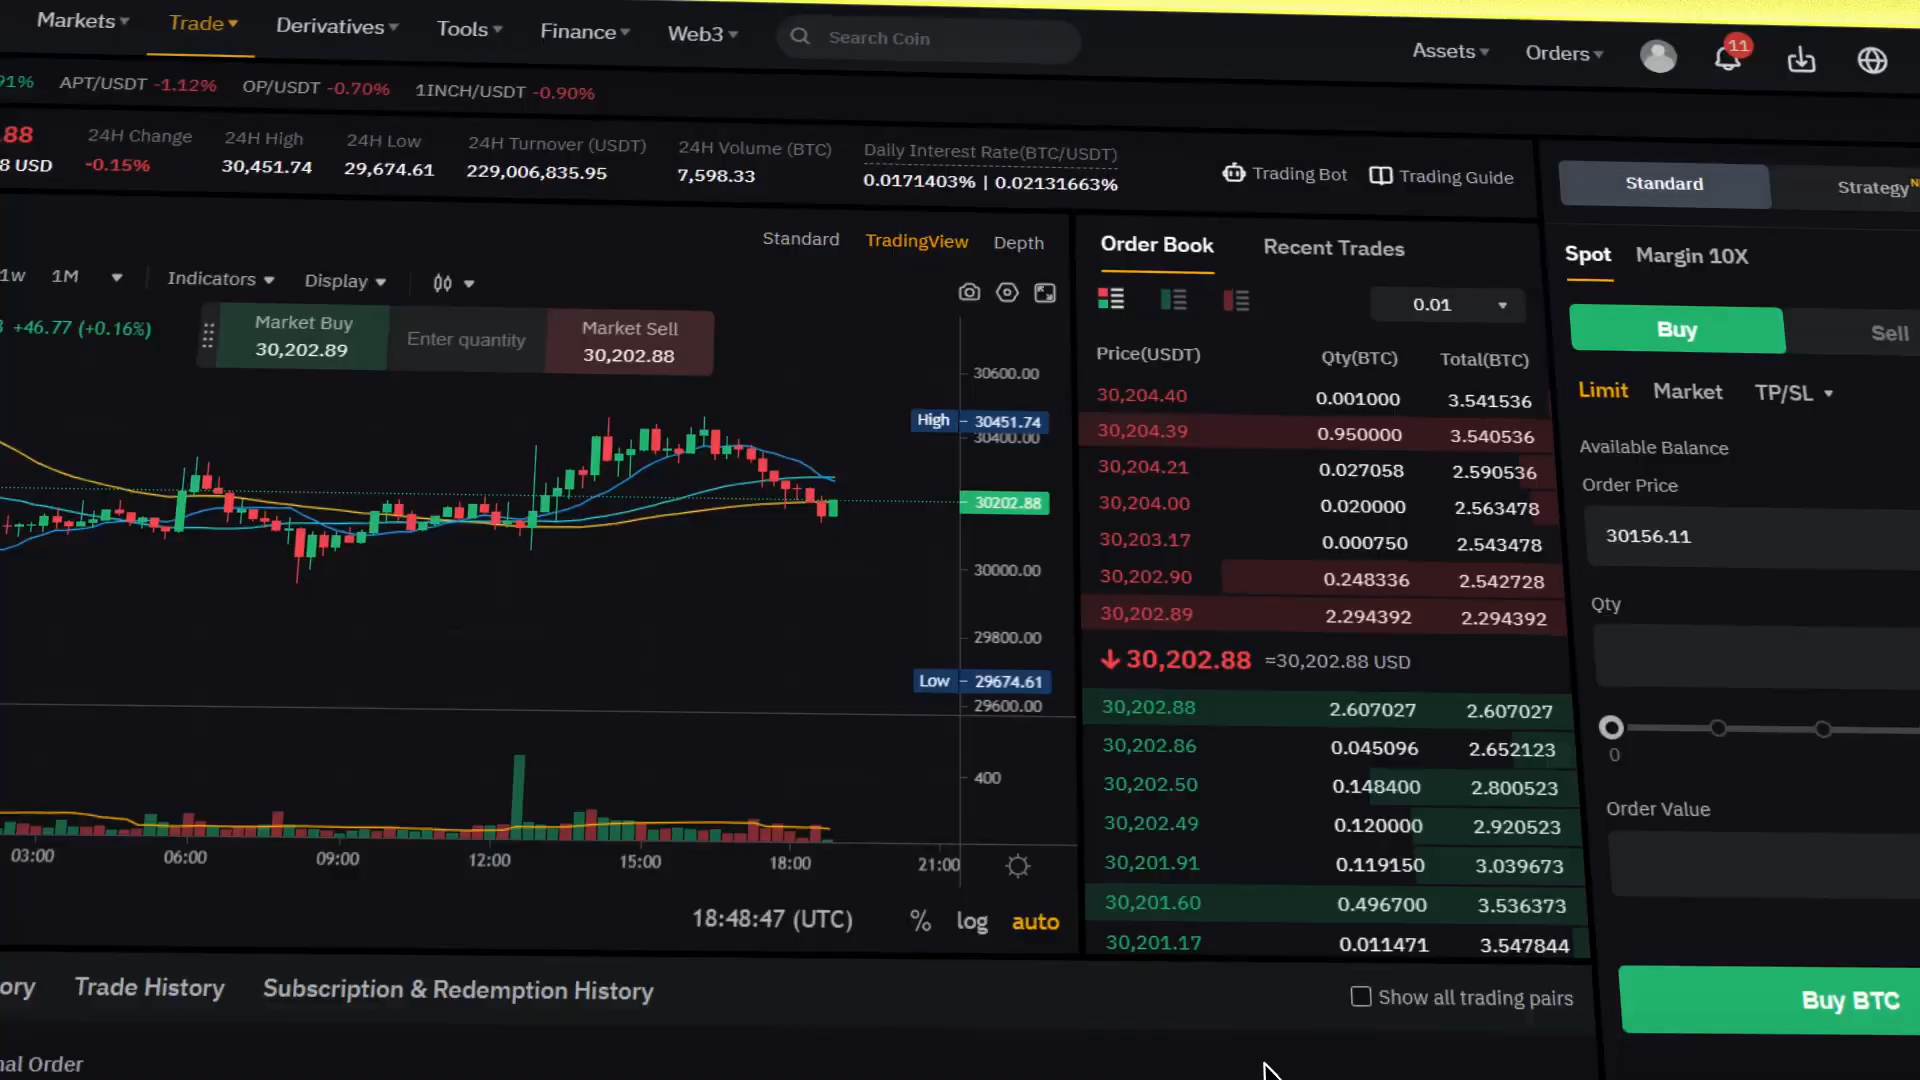 Markets Trade Derivatives Tools Finance Web3 Search Coin Assets Orders 11
91% APT/USDT -1.12% OP/USDT -0.70% 1INCH/USDT -0.90%
.88 24H Change 24H High 24H Low 24H Turnover (USDT) 24H Volume (BTC) Daily Interest Rate(BTC/USDT)
8 USD -0.15% 30,451.74 29,674.61 229,006,835.95 7,598.33 0.0171403% | 0.02131663%
Trading Bot Trading Guide
Standard TradingView Depth
1w 1M Indicators Display
+46.77 (+0.16%)
Market Buy
30,202.89
Enter quantity
Market Sell
30,202.88
30600.00
High 30451.74
30400.00
30202.88
30000.00
29800.00
Low 29674.61
29600.00
400
03:00 06:00 09:00 12:00 15:00 18:00 21:00
18:48:47 (UTC) % log auto
Order Book Recent Trades
0.01
Price(USDT) Qty(BTC) Total(BTC)
30,204.40 0.001000 3.541536
30,204.39 0.950000 3.540536
30,204.21 0.027058 2.590536
30,204.00 0.020000 2.563478
30,203.17 0.000750 2.543478
30,202.90 0.248336 2.542728
30,202.89 2.294392 2.294392
30,202.88 =30,202.88 USD
30,202.88 2.607027 2.607027
30,202.86 0.045096 2.652123
30,202.50 0.148400 2.800523
30,202.49 0.120000 2.920523
30,201.91 0.119150 3.039673
30,201.60 0.496700 3.536373
30,201.17 0.011471 3.547844
Standard Strategy
Spot Margin 10X
Buy Sell
Limit Market TP/SL
Available Balance
Order Price
30156.11
Qty
0
Order Value
Buy BTC
ory Trade History Subscription & Redemption History
Show all trading pairs
nal Order